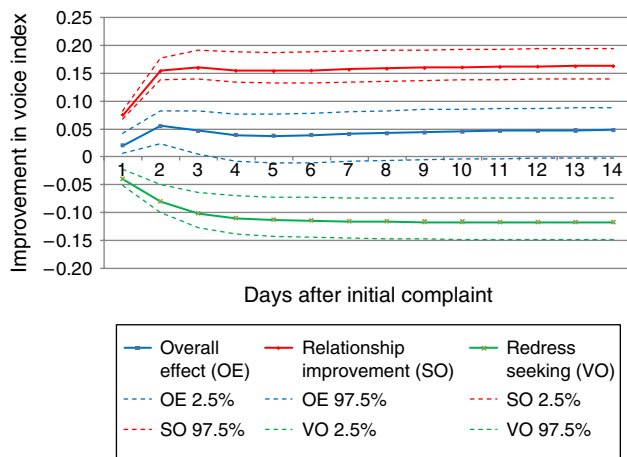 Improvement in voice index
0.25
0.20
0.15
0.10
0.05
0
−0.05
−0.10
−0.15
−0.20
1 2 3 4 5 6 7 8 9 10 11 12 13 14
Days after initial complaint
Overall effect (OE)
Relationship improvement (SO)
Redress seeking (VO)
OE 2.5% OE 97.5% SO 2.5%
SO 97.5% VO 2.5% VO 97.5%